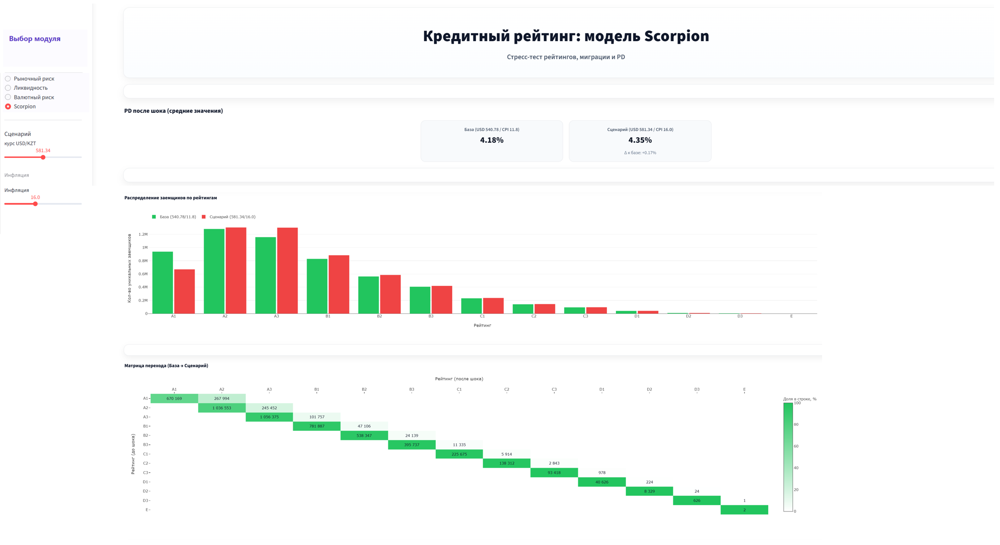 Выбор модуля
Рыночный риск
Ликвидность
Валютный риск
Scorpion
Сценарий
курс USD/KZT
581.34
Инфляция
Инфляция
16.0
Кредитный рейтинг: модель Scorpion
Стресс-тест рейтингов, миграции и PD
PD после шока (средние значения)
База (USD 540.78 / CPI 11.8)
4.18%
Сценарий (USD 581.34 / CPI 16.0)
4.35%
Δ к базе: +0.17%
Распределение заемщиков по рейтингам
База (540.78/11.8) Сценарий (581.34/16.0)
Кол-во уникальных заемщиков
1.2M
1M
0.8M
0.6M
0.4M
0.2M
0
A1 A2 A3 B1 B2 B3 C1 C2 C3 D1 D2 D3 E
Рейтинг
Матрица перехода (База → Сценарий)
Рейтинг (после шока)
A1 A2 A3 B1 B2 B3 C1 C2 C3 D1 D2 D3 E
Рейтинг (до шока)
A1 670 169 267 994
A2 1 036 553 245 452
A3 1 056 375 101 757
B1 781 887 47 106
B2 538 347 24 139
B3 395 737 11 335
C1 225 675 5 914
C2 138 312 2 843
C3 93 418 978
D1 40 626 224
D2 8 329 24
D3 626 1
E 2
Доля в строке, %
100
80
60
40
20
0